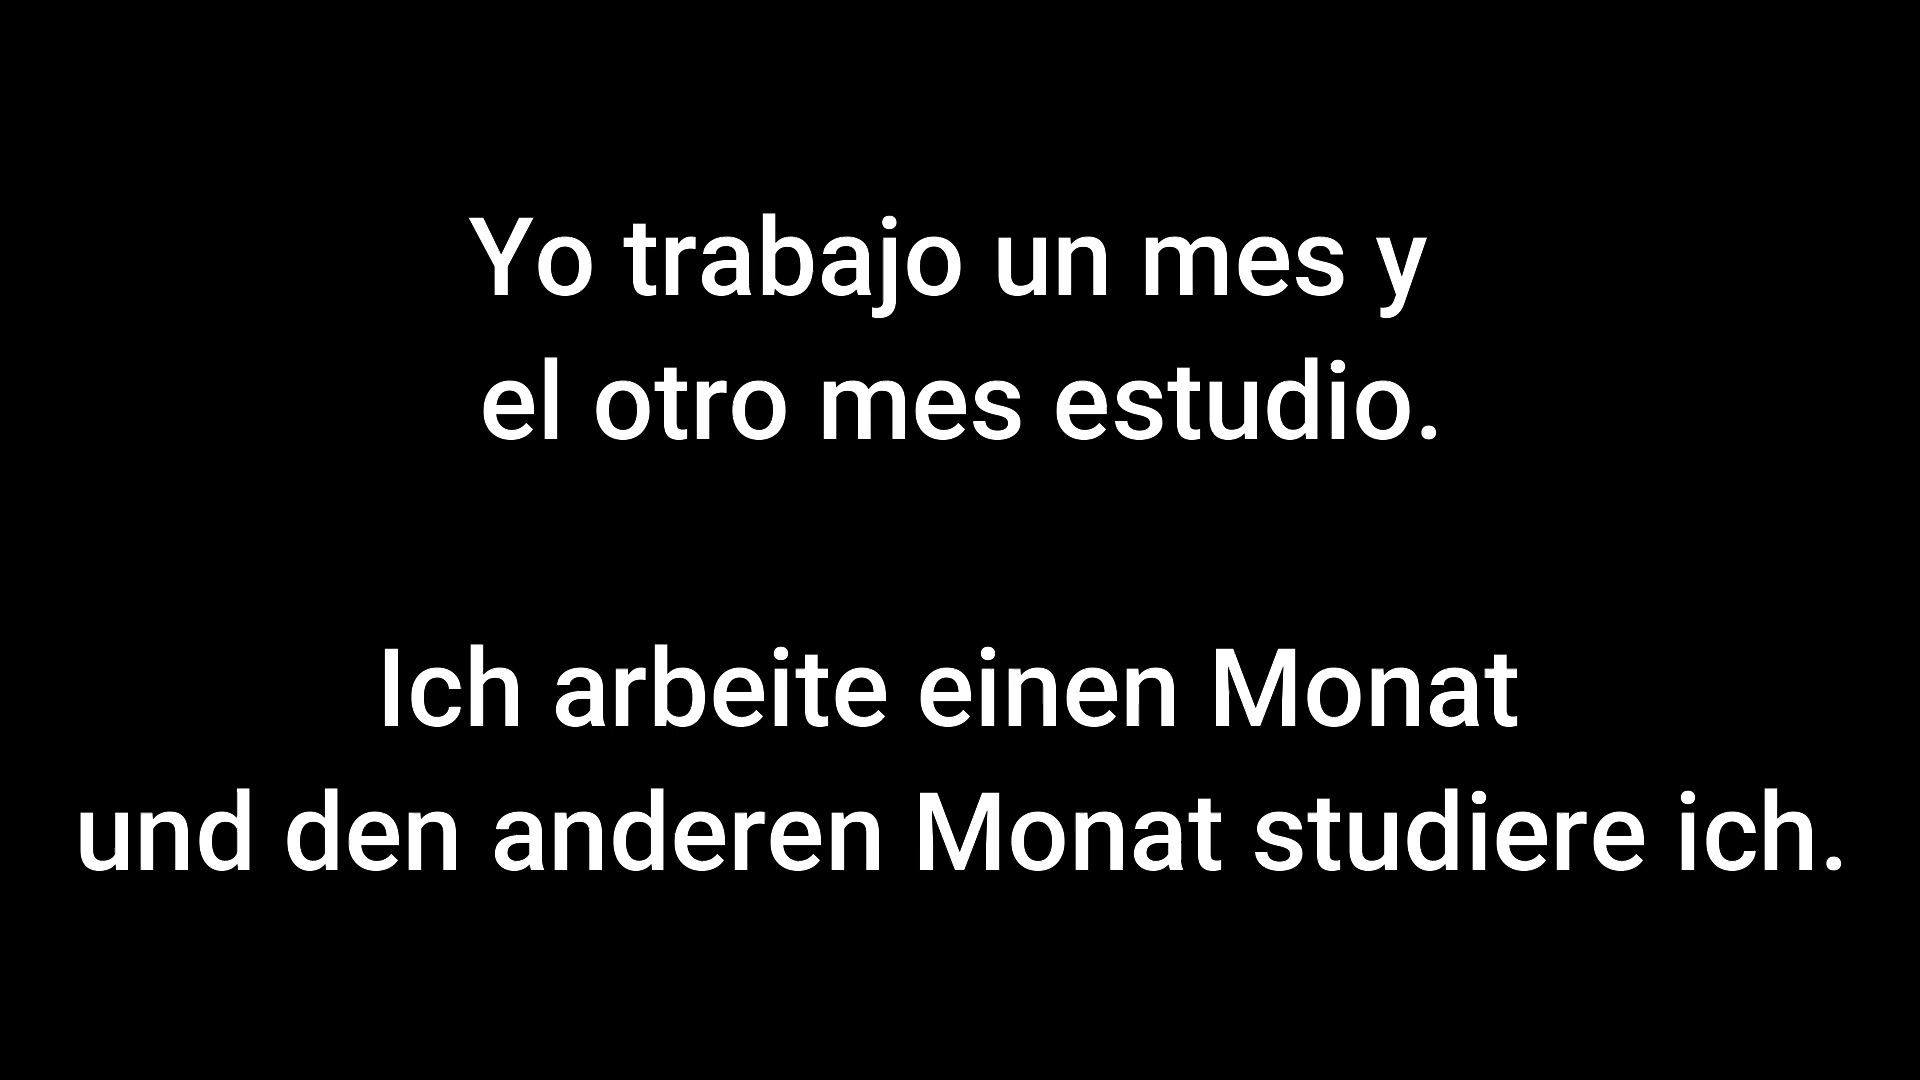 Yo trabajo un mes y
el otro mes estudio.
Ich arbeite einen Monat
und den anderen Monat studiere ich.